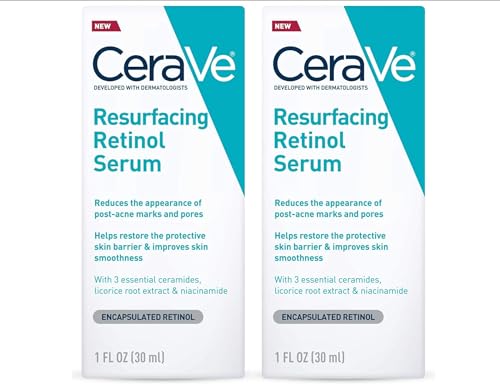 NEW
CeraVe®
DEVELOPED WITH DERMATOLOGISTS
Resurfacing
Retinol
Serum
Reduces the appearance of
post-acne marks and pores
Helps restore the protective
skin barrier & improves skin
smoothness
With 3 essential ceramides,
licorice root extract & niacinamide
ENCAPSULATED RETINOL
1 FL OZ (30 ml)
NEW
CeraVe®
DEVELOPED WITH DERMATOLOGISTS
Resurfacing
Retinol
Serum
Reduces the appearance of
post-acne marks and pores
Helps restore the protective
skin barrier & improves skin
smoothness
With 3 essential ceramides,
licorice root extract & niacinamide
ENCAPSULATED RETINOL
1 FL OZ (30 ml)